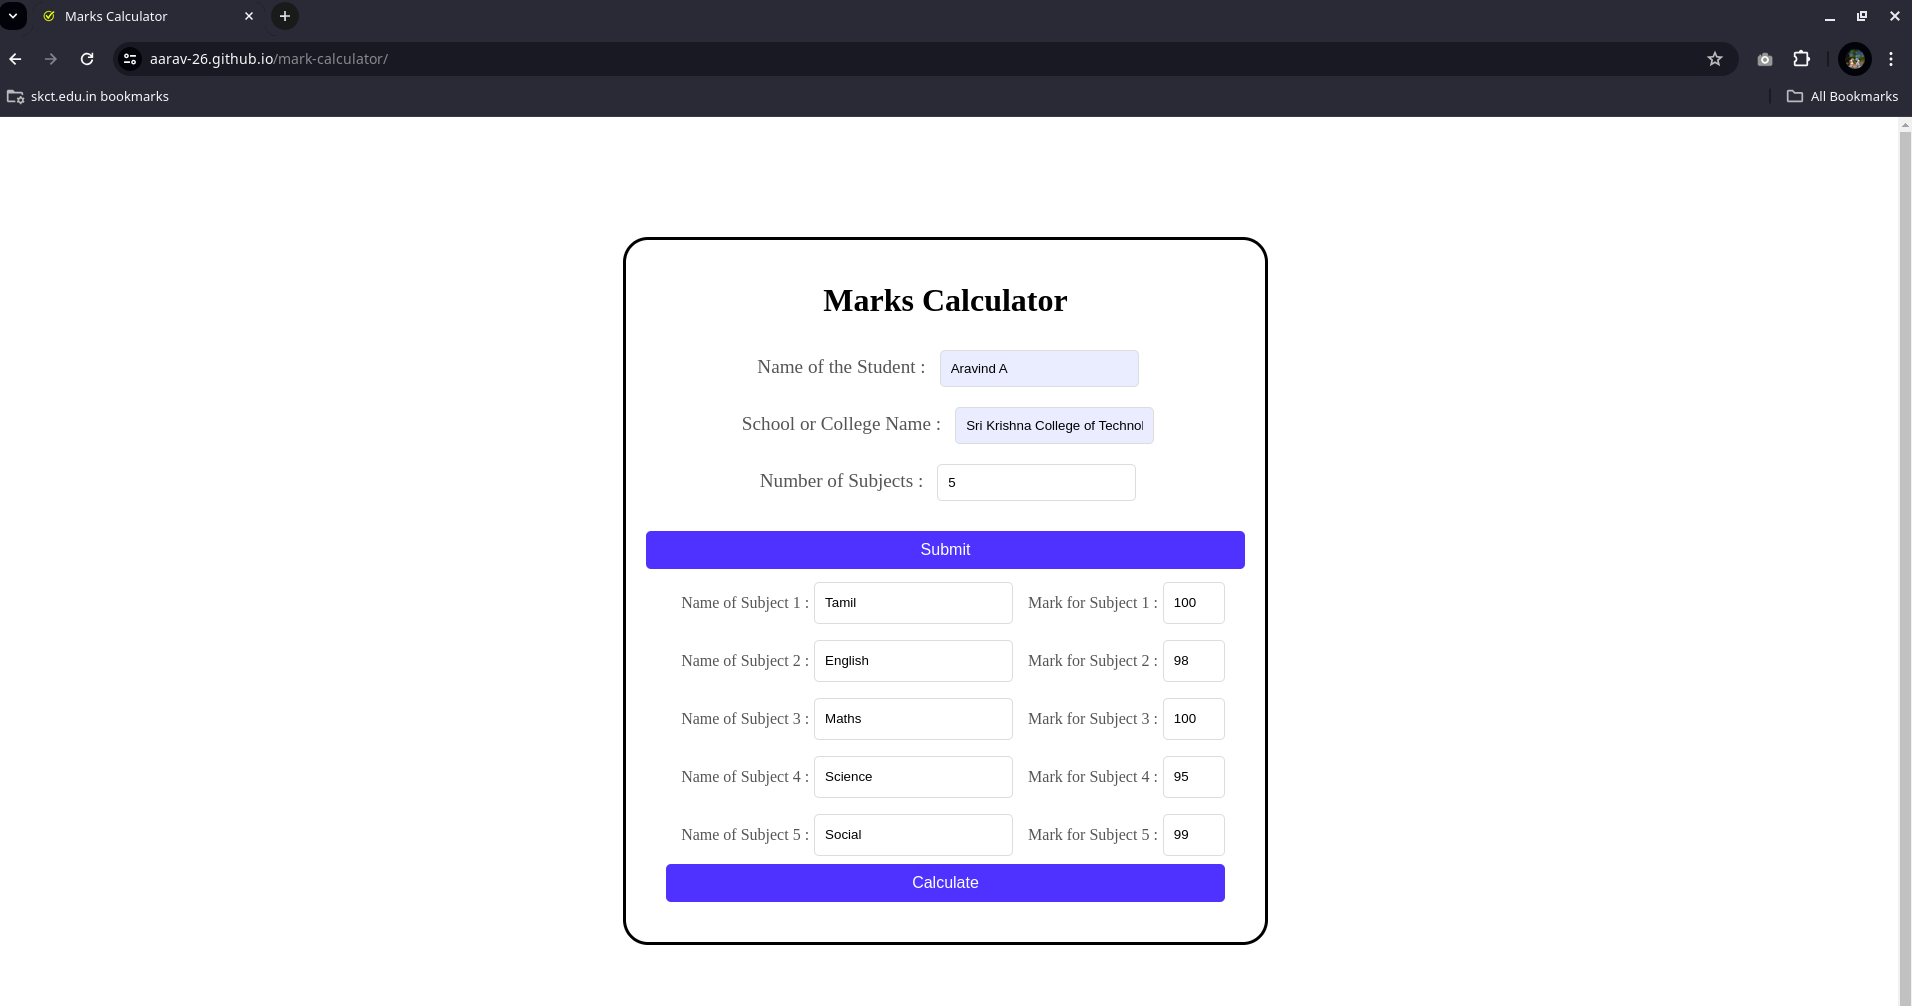 Marks Calculator
aarav-26.github.io/mark-calculator/
skct.edu.in bookmarks
All Bookmarks
Marks Calculator
Name of the Student : Aravind A
School or College Name : Sri Krishna College of Technol
Number of Subjects : 5
Submit
Name of Subject 1 : Tamil Mark for Subject 1 : 100
Name of Subject 2 : English Mark for Subject 2 : 98
Name of Subject 3 : Maths Mark for Subject 3 : 100
Name of Subject 4 : Science Mark for Subject 4 : 95
Name of Subject 5 : Social Mark for Subject 5 : 99
Calculate